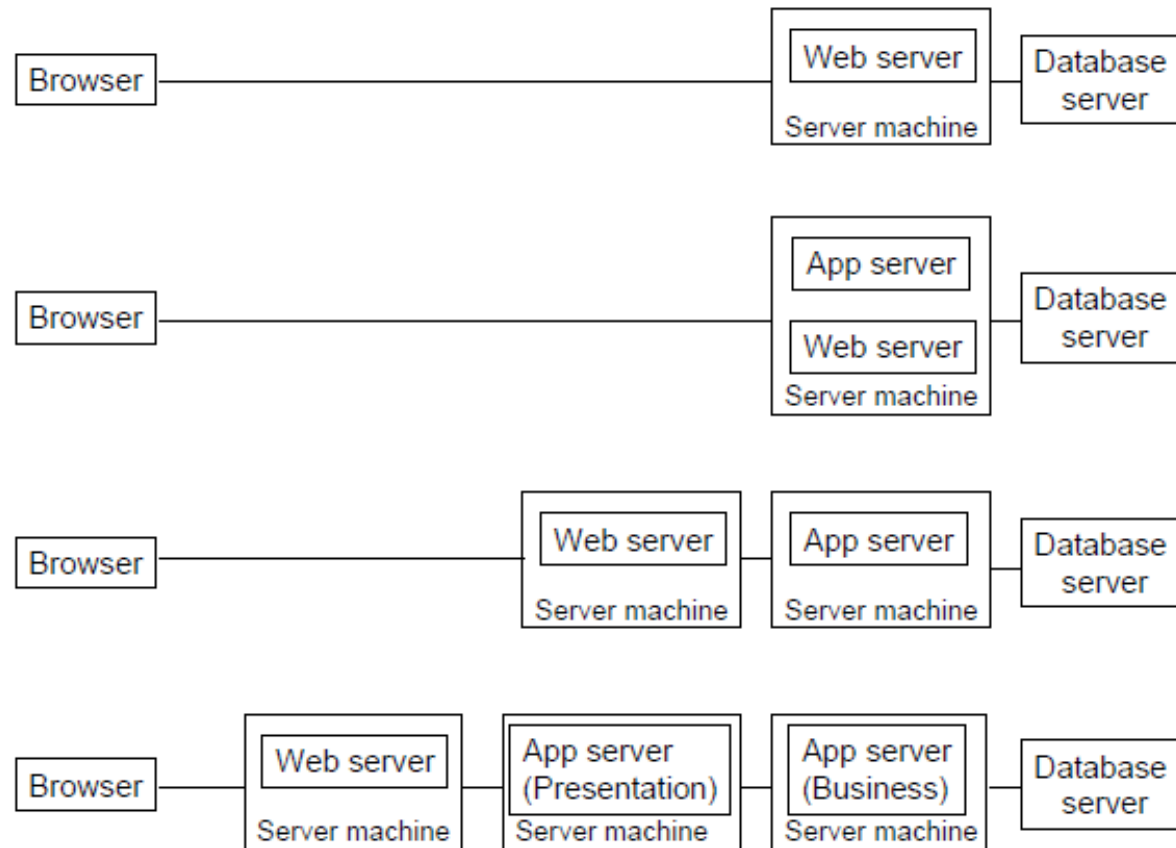 Browser
Web server
Server machine
Database
server
Browser
App server
Web server
Server machine
Database
server
Browser
Web server
Server machine
App server
Server machine
Database
server
Browser
Web server
Server machine
App server
(Presentation)
Server machine
App server
(Business)
Server machine
Database
server